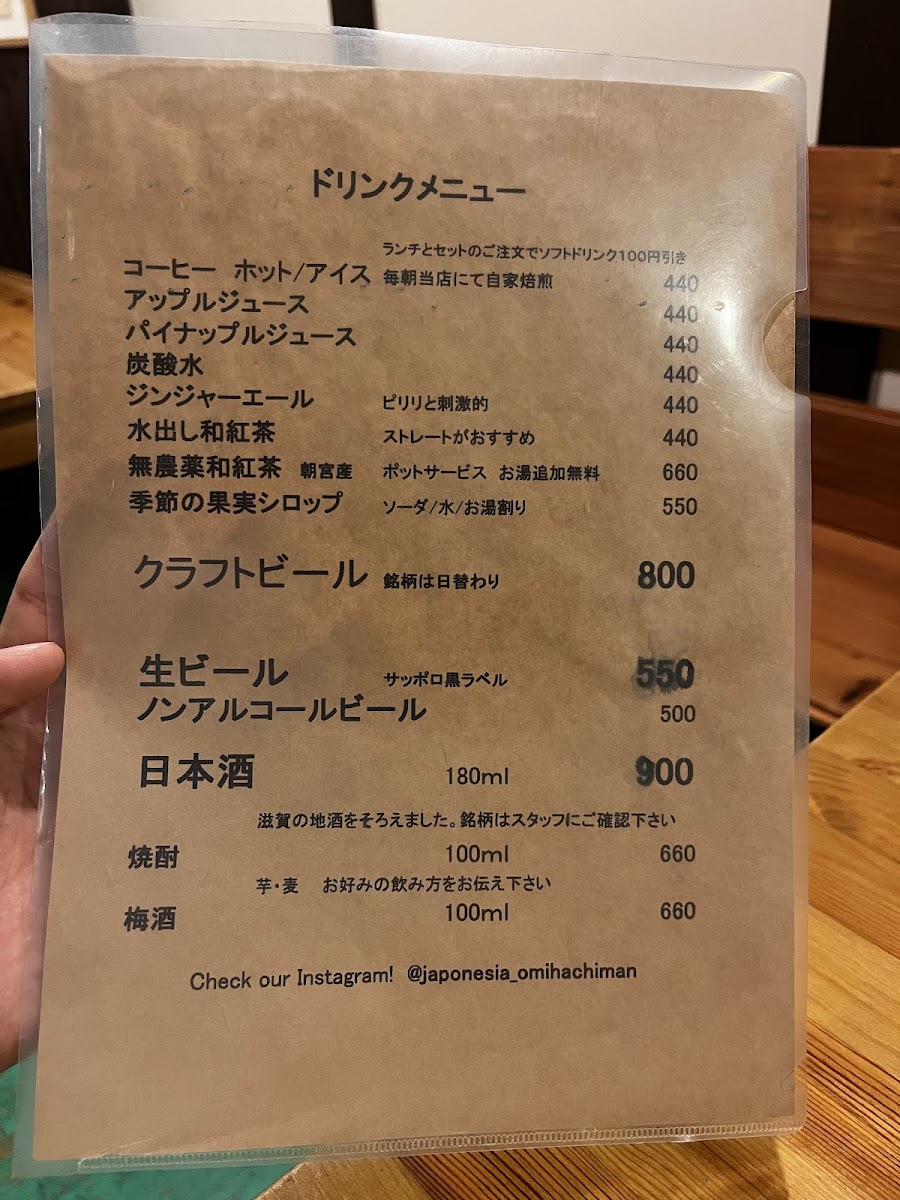 ドリンクメニュー
ランチとセットのご注文でソフトドリンク100円引き
コーヒー ホット/アイス 毎朝当店にて自家焙煎 440
アップルジュース 440
パイナップルジュース 440
炭酸水 440
ジンジャーエール ピリリと刺激的 440
水出し和紅茶 ストレートがおすすめ 440
無農薬和紅茶 朝宮産 ポットサービス お湯追加無料 660
季節の果実シロップ ソーダ/水/お湯割り 550
クラフトビール 銘柄は日替わり 800
生ビール サッポロ黒ラベル 550
ノンアルコールビール 500
日本酒 180ml 900
滋賀の地酒をそろえました。銘柄はスタッフにご確認下さい
焼酎 100ml 660
芋・麦 お好みの飲み方をお伝え下さい
梅酒 100ml 660
Check our Instagram! @japonesia_omihachiman